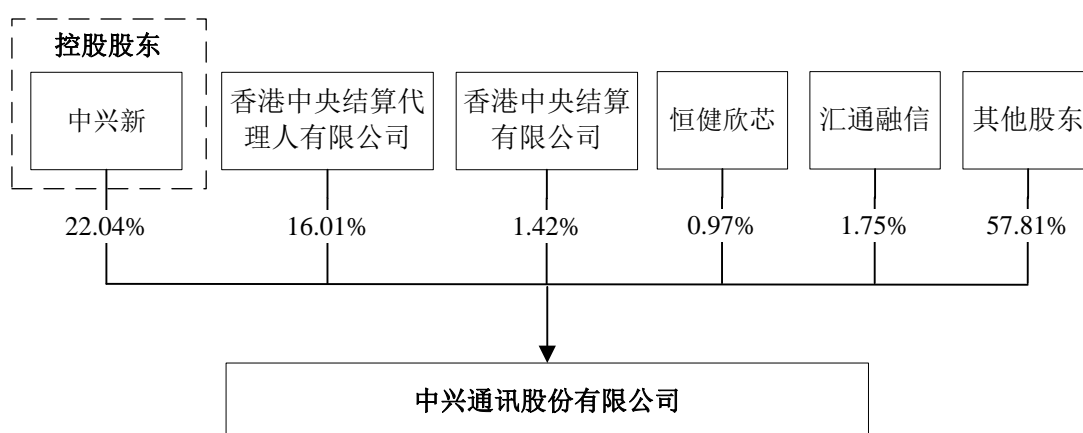 控股股东
中兴新
香港中央结算代
理人有限公司
香港中央结算
有限公司
恒健欣芯
汇通融信
其他股东
22.04%
16.01%
1.42%
0.97%
1.75%
57.81%
中兴通讯股份有限公司